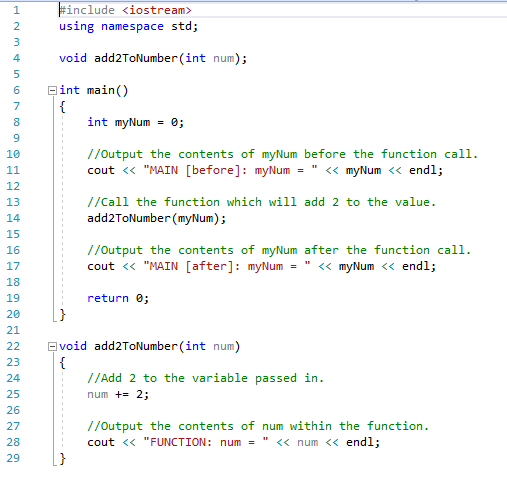 1 #include <iostream>
2 using namespace std;
3
4 void add2ToNumber(int num);
5
6 int main()
7 {
8 int myNum = 0;
9
10 //Output the contents of myNum before the function call.
11 cout << "MAIN [before]: myNum = " << myNum << endl;
12
13 //Call the function which will add 2 to the value.
14 add2ToNumber(myNum);
15
16 //Output the contents of myNum after the function call.
17 cout << "MAIN [after]: myNum = " << myNum << endl;
18
19 return 0;
20 }
21
22 void add2ToNumber(int num)
23 {
24 //Add 2 to the variable passed in.
25 num += 2;
26
27 //Output the contents of num within the function.
28 cout << "FUNCTION: num = " << num << endl;
29 }